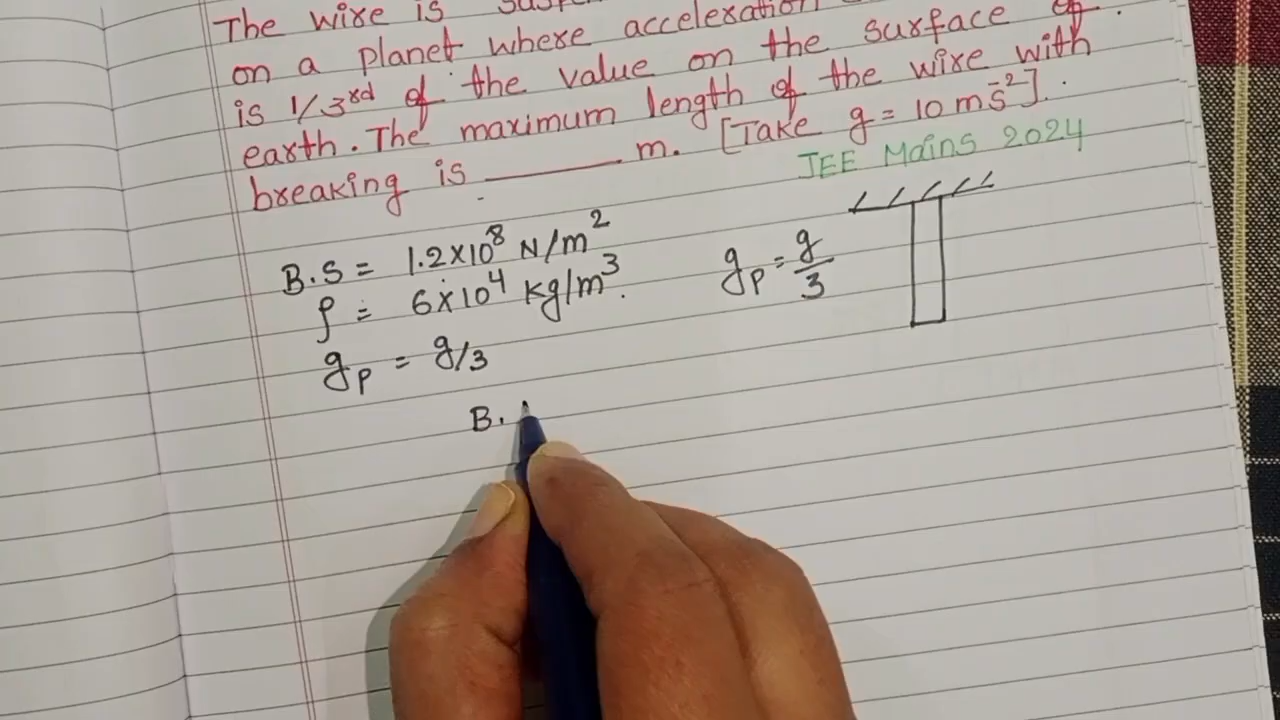 The wire is
on a planet where acceleration
is 1/3rd of the value on the surface of
earth. The maximum length of the wire with
breaking is ______ m. [Take g = 10 ms⁻²].
JEE Mains 2024
B.S = 1.2×10⁸ N/m²
ρ = 6×10⁴ kg/m³.
g_p = g/3
g_p = g/3
B.